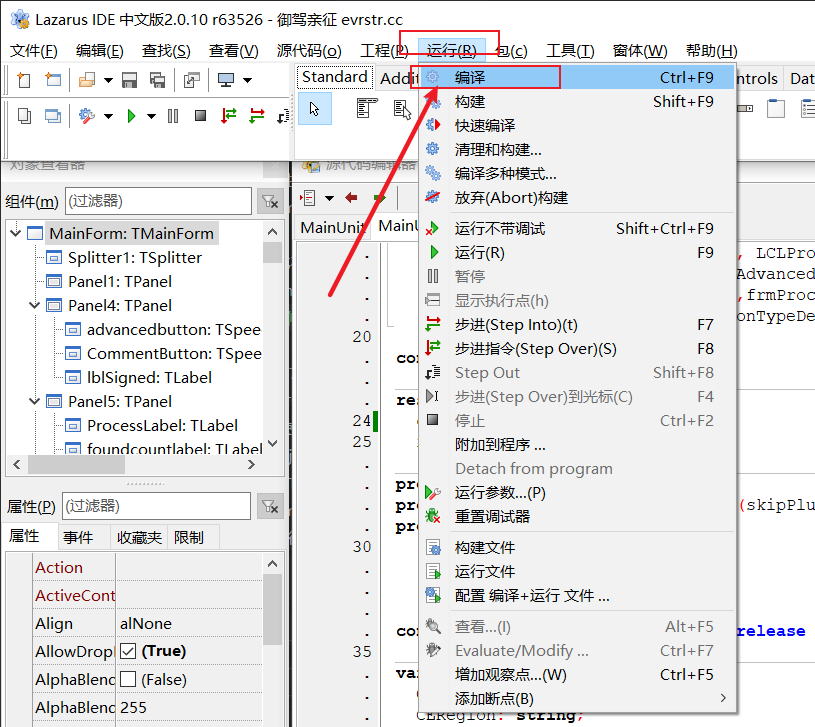 Lazarus IDE 中文版2.0.10 r63526 - 御驾亲征 evrstr.cc
文件(F) 编辑(E) 查找(S) 查看(V) 源代码(o) 工程(P) 运行(R) 包(c) 工具(T) 窗体(W) 帮助(H)
Standard
对象查看器
源代码编辑器
组件(m) (过滤器)
MainForm: TMainForm
Splitter1: TSplitter
Panel1: TPanel
Panel4: TPanel
advancedbutton: TSpee
CommentButton: TSpee
lblSigned: TLabel
Panel5: TPanel
ProcessLabel: TLabel
foundcountlabel: TLabel
属性(P) (过滤器)
属性 事件 收藏夹 限制
Action
ActiveCont
Align alNone
AllowDropI (True)
AlphaBlend (False)
AlphaBlend 255
MainUnit
20
24
25
30
35
编译 Ctrl+F9
构建 Shift+F9
快速编译
清理和构建...
编译多种模式...
放弃(Abort)构建
运行不带调试 Shift+Ctrl+F9
运行(R) F9
暂停
显示执行点(h)
步进(Step Into)(t) F7
步进指令(Step Over)(S) F8
Step Out Shift+F8
步进(Step Over)到光标(C) F4
停止 Ctrl+F2
附加到程序 ...
Detach from program
运行参数...(P)
重置调试器
构建文件
运行文件
配置 编译+运行 文件 ...
查看...(I) Alt+F5
Evaluate/Modify ... Ctrl+F7
增加观察点...(W) Ctrl+F5
添加断点(B)
ntrols Dat
, LCLPro
Advanced
,frmProc
onTypeDe
(skipPlu
release
CERegion: string;